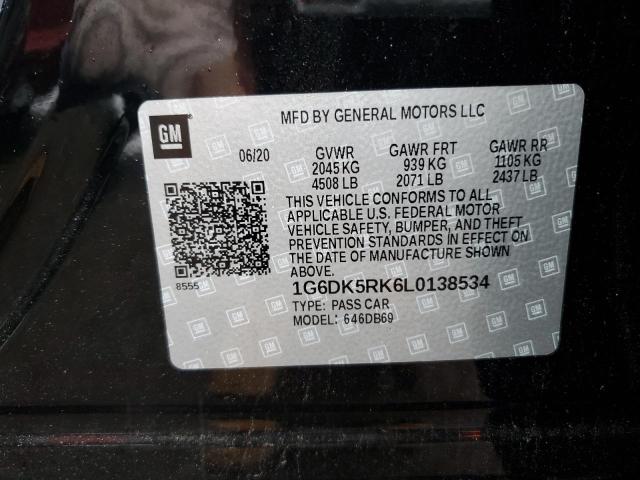 MFD BY GENERAL MOTORS LLC
GM
06/20 GVWR GAWR FRT GAWR RR
2045 KG 939 KG 1105 KG
4508 LB 2071 LB 2437 LB
THIS VEHICLE CONFORMS TO ALL
APPLICABLE U.S. FEDERAL MOTOR
VEHICLE SAFETY, BUMPER, AND THEFT
PREVENTION STANDARDS IN EFFECT ON
THE DATE OF MANUFACTURE SHOWN
ABOVE.
8555
1G6DK5RK6L0138534
TYPE: PASS CAR
MODEL: 646DB69